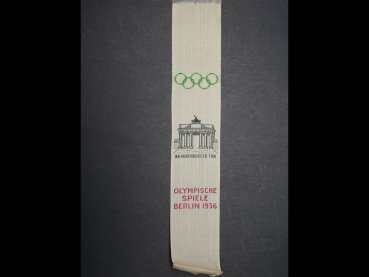 BRANDENBURGER TOR
OLYMPISCHE
SPIELE
BERLIN 1936